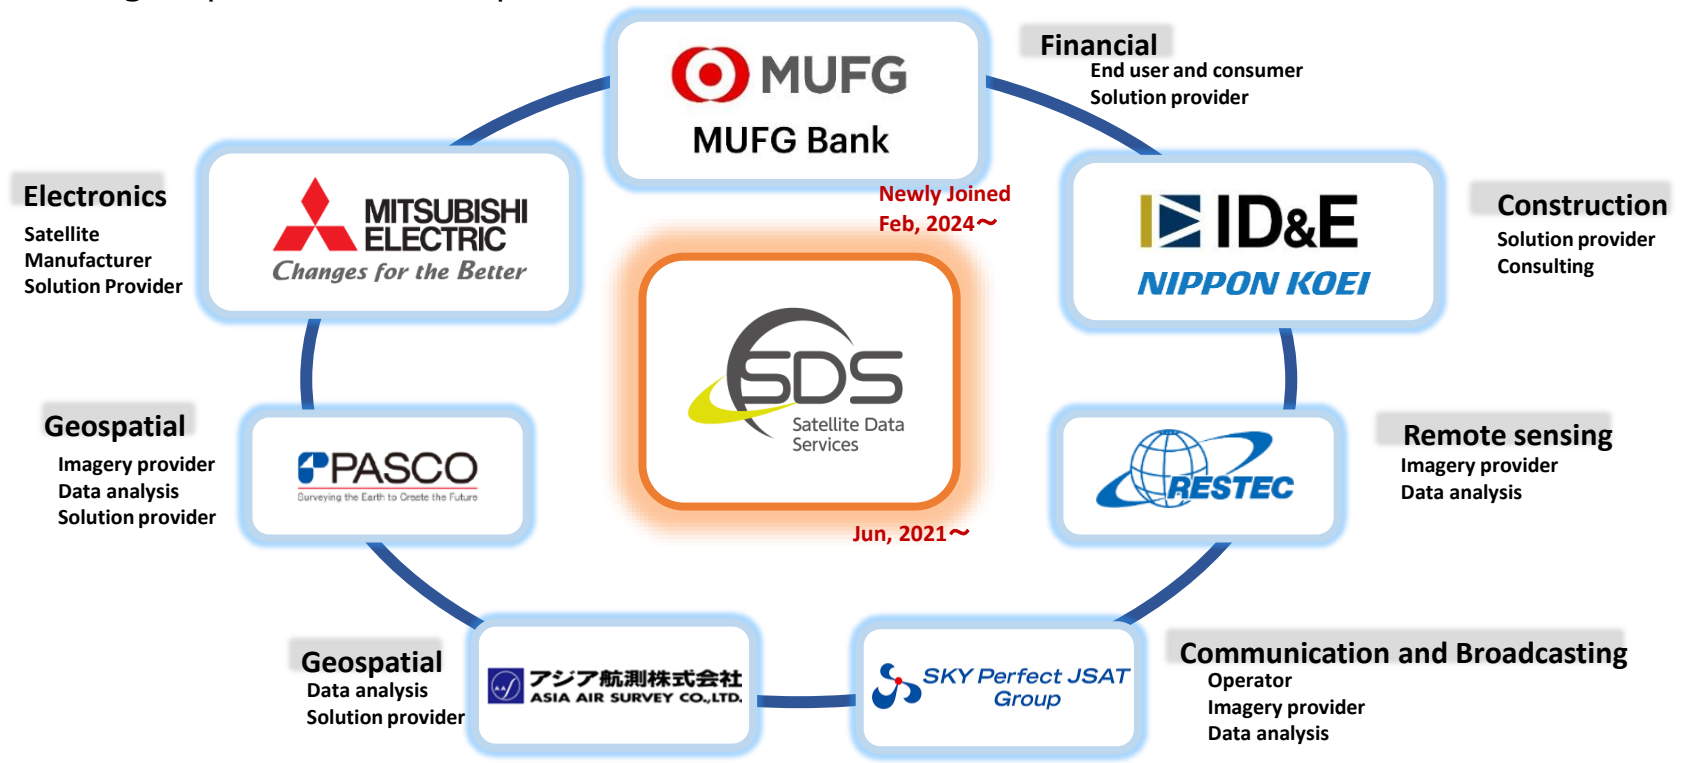 MUFG
MUFG Bank
Financial
End user and consumer
Solution provider
Newly Joined
Feb, 2024～
Electronics
Satellite
Manufacturer
Solution Provider
MITSUBISHI
ELECTRIC
Changes for the Better
ID&E
NIPPON KOEI
Construction
Solution provider
Consulting
SDS
Satellite Data
Services
Jun, 2021～
Geospatial
Imagery provider
Data analysis
Solution provider
PASCO
Surveying the Earth to Create the Future
RESTEC
Remote sensing
Imagery provider
Data analysis
Geospatial
Data analysis
Solution provider
アジア航測株式会社
ASIA AIR SURVEY CO.,LTD.
SKY Perfect JSAT
Group
Communication and Broadcasting
Operator
Imagery provider
Data analysis